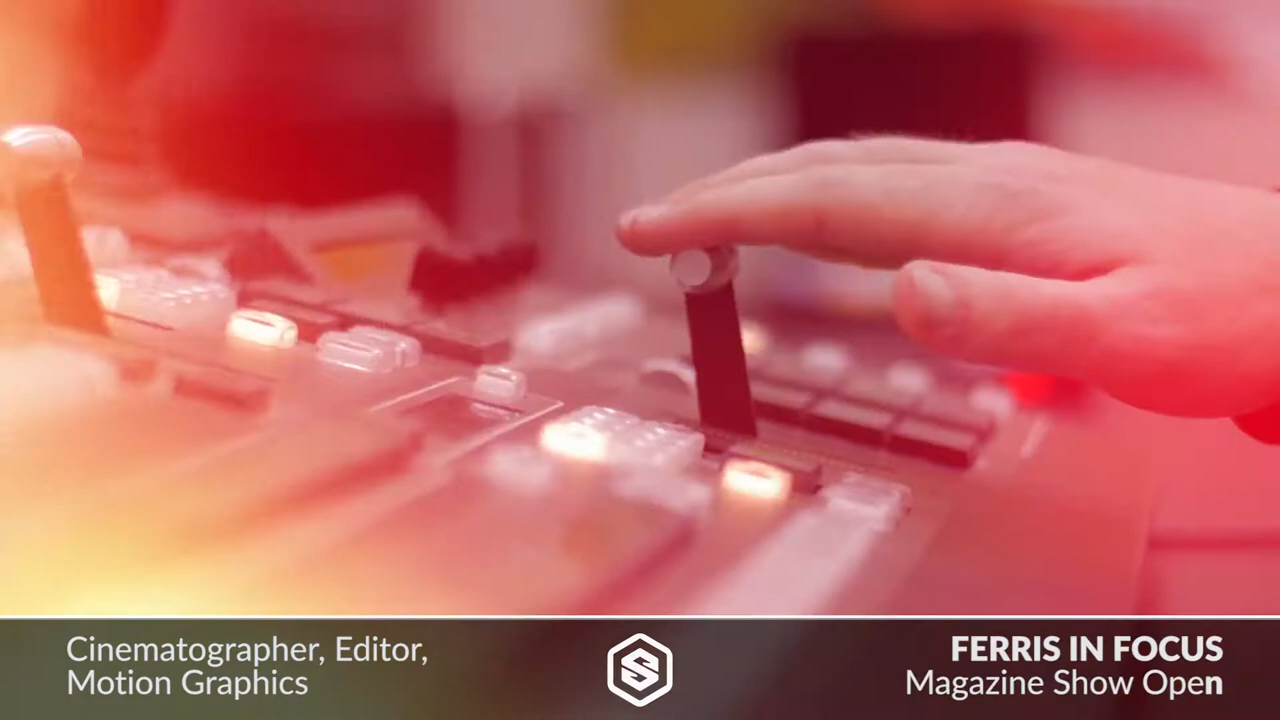 Cinematographer, Editor,
Motion Graphics
FERRIS IN FOCUS
Magazine Show Open